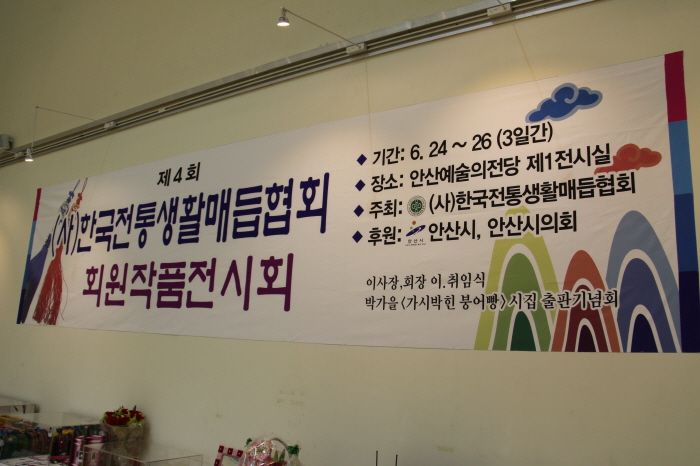 제4회
(사)한국전통생활매듭협회
회원작품전시회
◆ 기간: 6. 24 ~ 26 (3일간)
◆ 장소: 안산예술의전당 제1전시실
◆ 주최: (사)한국전통생활매듭협회
◆ 후원: 안산시, 안산시의회
이사장,회장 이.취임식
박가을 〈가시박힌 붕어빵〉 시집 출판기념회